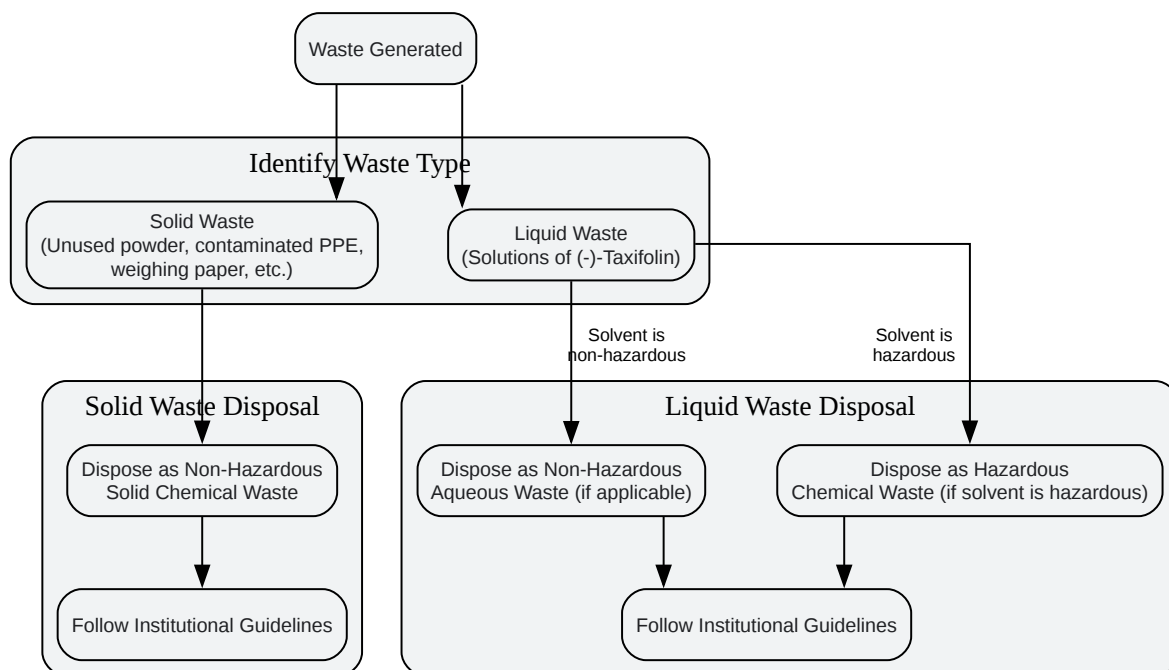 Waste Generated
Identify Waste Type
Solid Waste
(Unused powder, contaminated PPE,
weighing paper, etc.)
Liquid Waste
(Solutions of (-)-Taxifolin)
Solvent is
non-hazardous
Solvent is
hazardous
Solid Waste Disposal
Dispose as Non-Hazardous
Solid Chemical Waste
Follow Institutional Guidelines
Liquid Waste Disposal
Dispose as Non-Hazardous
Aqueous Waste (if applicable)
Dispose as Hazardous
Chemical Waste (if solvent is hazardous)
Follow Institutional Guidelines